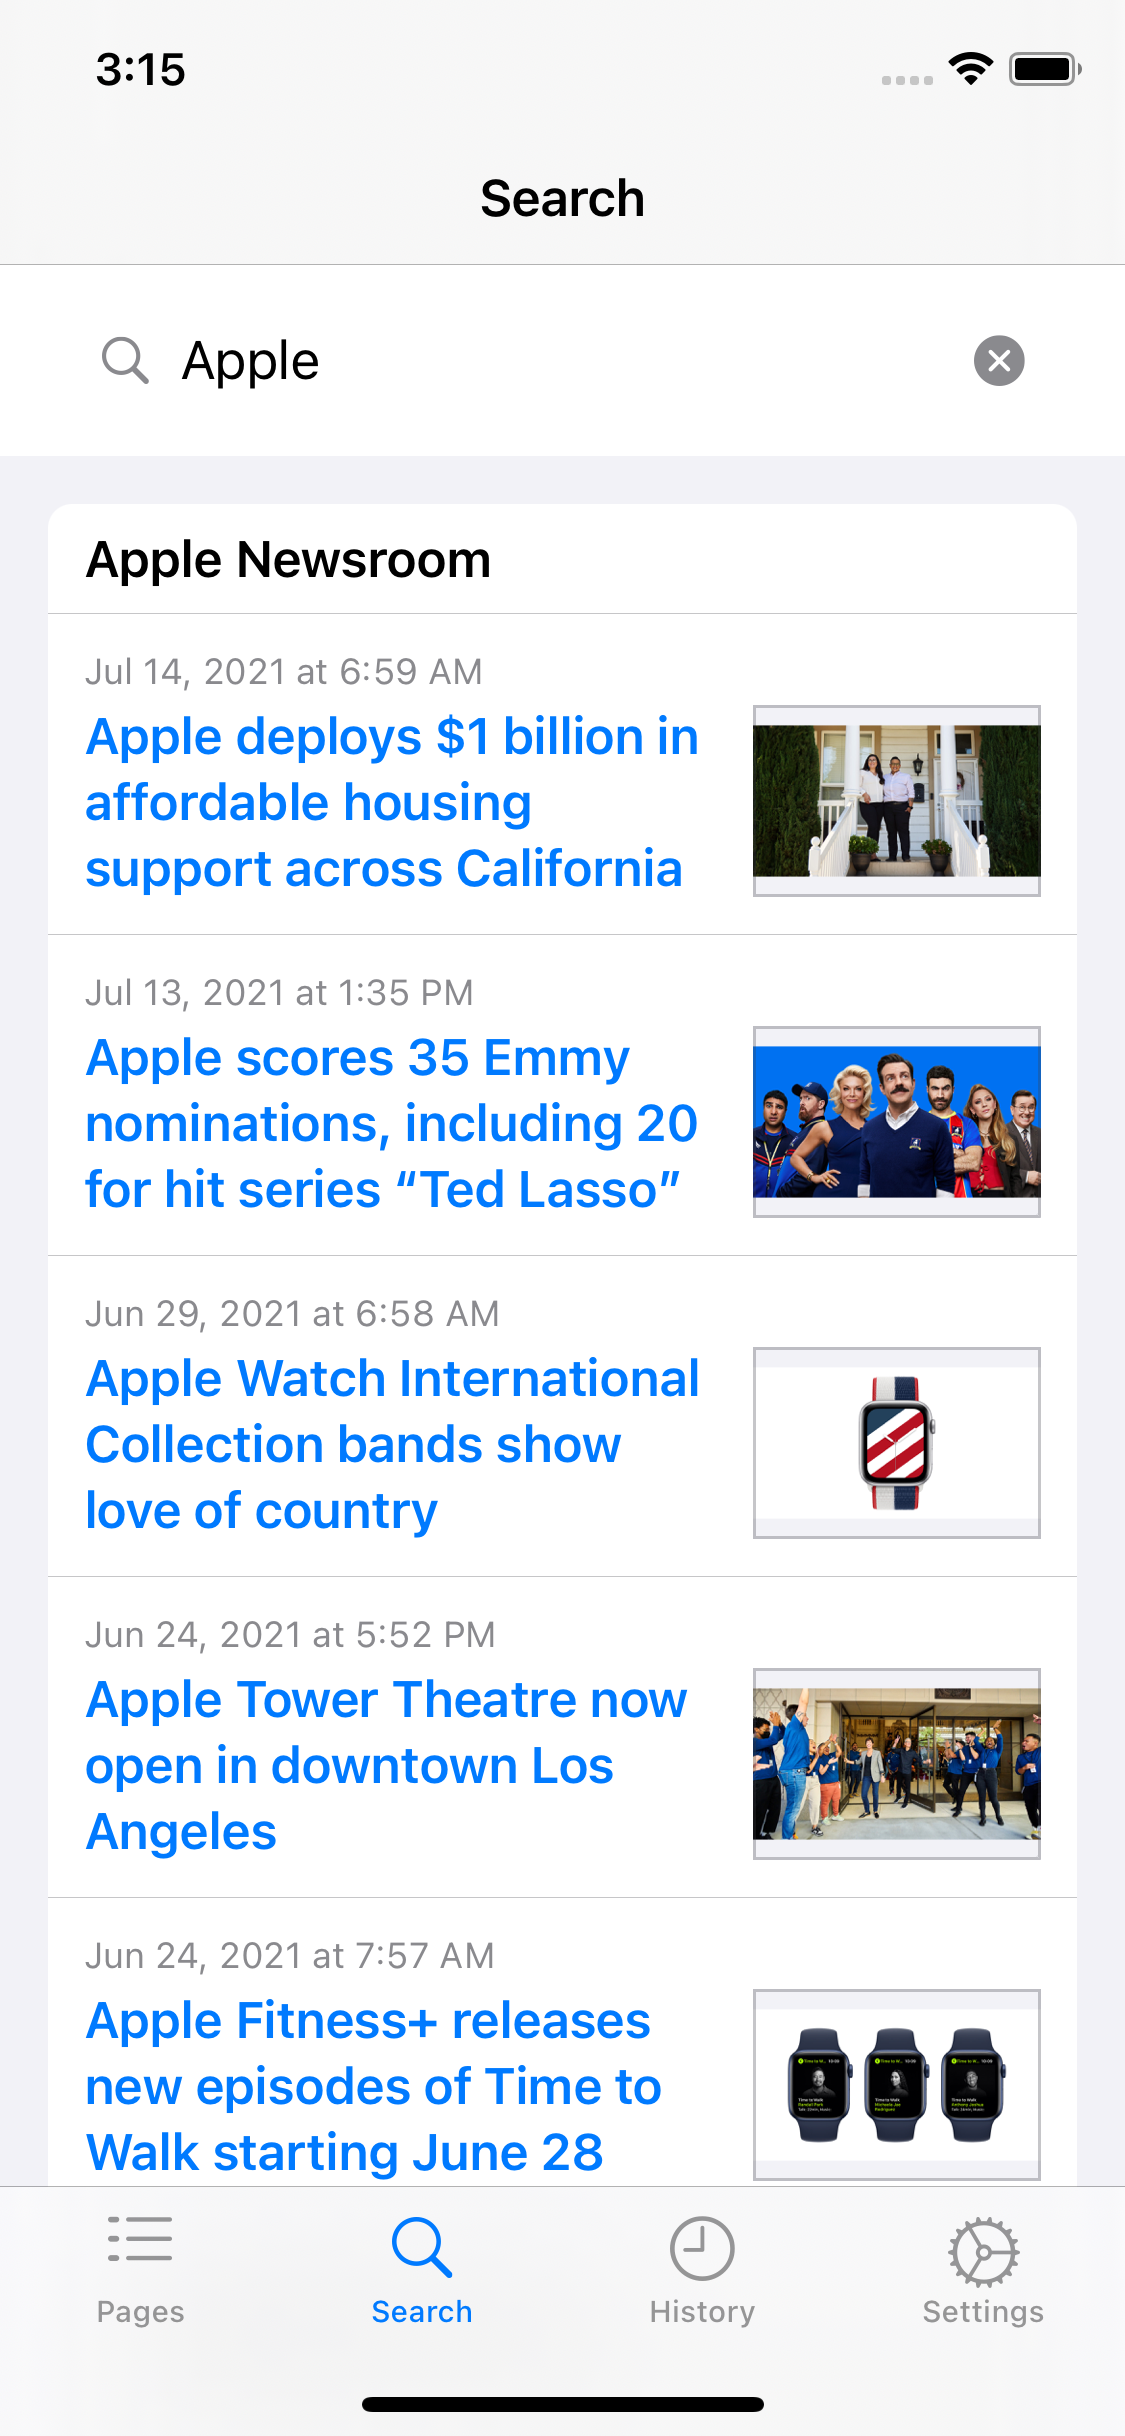 3:15
Search
Apple
Apple Newsroom
Jul 14, 2021 at 6:59 AM
Apple deploys $1 billion in
affordable housing
support across California
Jul 13, 2021 at 1:35 PM
Apple scores 35 Emmy
nominations, including 20
for hit series “Ted Lasso”
Jun 29, 2021 at 6:58 AM
Apple Watch International
Collection bands show
love of country
Jun 24, 2021 at 5:52 PM
Apple Tower Theatre now
open in downtown Los
Angeles
Jun 24, 2021 at 7:57 AM
Apple Fitness+ releases
new episodes of Time to
Walk starting June 28
Pages
Search
History
Settings